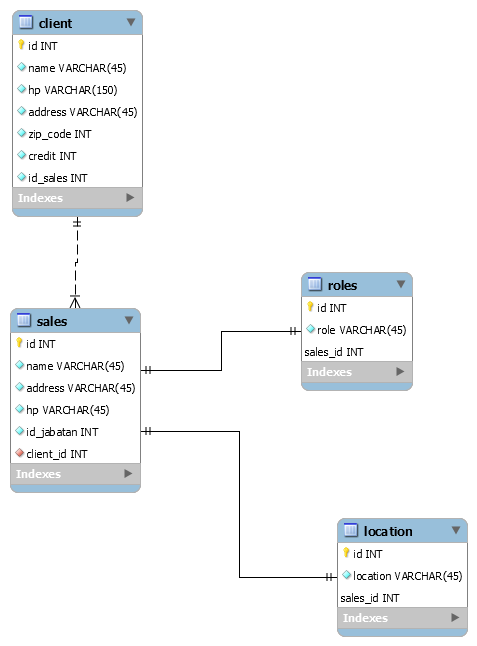 client
id INT
name VARCHAR(45)
hp VARCHAR(150)
address VARCHAR(45)
zip_code INT
credit INT
id_sales INT
Indexes
sales
id INT
name VARCHAR(45)
address VARCHAR(45)
hp VARCHAR(45)
id_jabatan INT
client_id INT
Indexes
roles
id INT
role VARCHAR(45)
sales_id INT
Indexes
location
id INT
location VARCHAR(45)
sales_id INT
Indexes